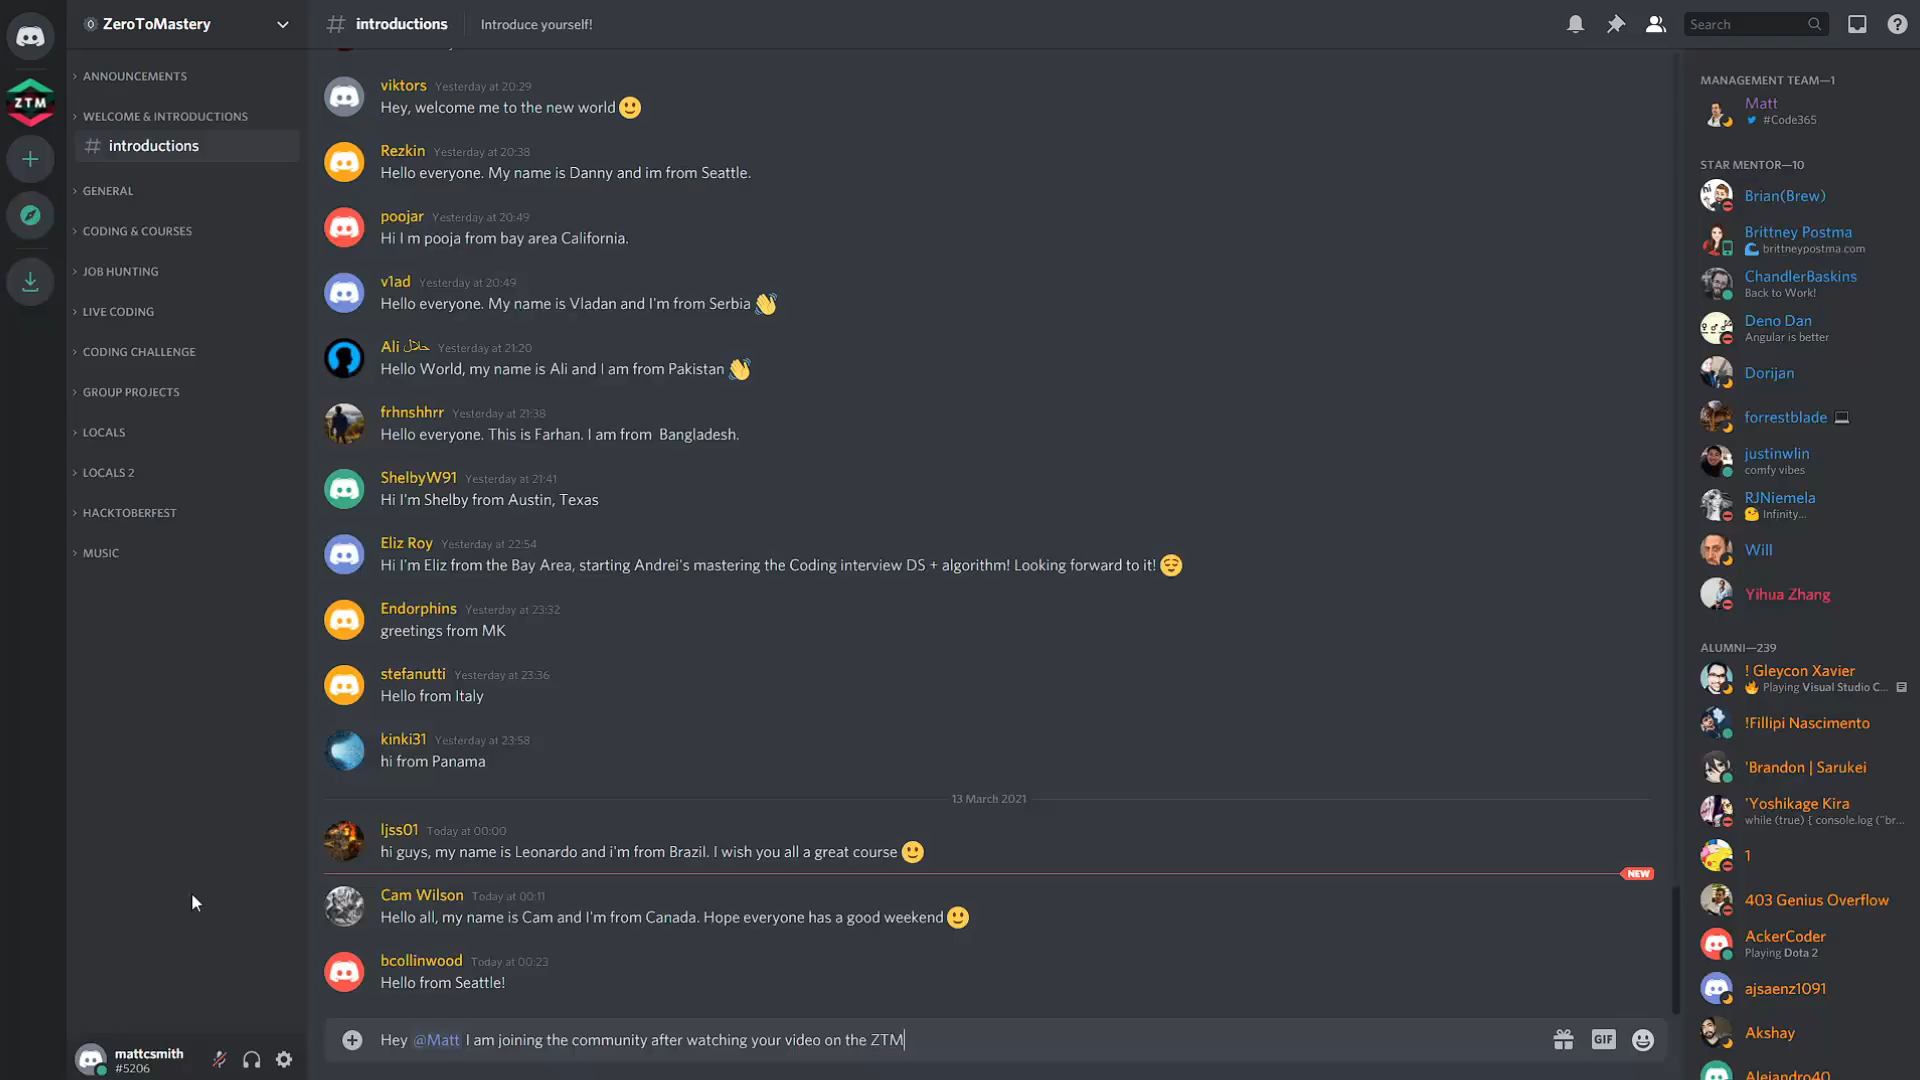 ZeroToMastery
ANNOUNCEMENTS
WELCOME & INTRODUCTIONS
# introductions
GENERAL
CODING & COURSES
JOB HUNTING
LIVE CODING
CODING CHALLENGE
GROUP PROJECTS
LOCALS
LOCALS 2
HACKTOBERFEST
MUSIC
ZTM
mattcsmith
#5206
# introductions
Introduce yourself!
Search
viktors Yesterday at 20:29
Hey, welcome me to the new world 🙂
Rezkin Yesterday at 20:38
Hello everyone. My name is Danny and im from Seattle.
poojar Yesterday at 20:49
Hi I m pooja from bay area California.
v1ad Yesterday at 20:49
Hello everyone. My name is Vladan and I'm from Serbia 👋
Ali حلال Yesterday at 21:20
Hello World, my name is Ali and I am from Pakistan 👋
frhnshhrr Yesterday at 21:38
Hello everyone. This is Farhan. I am from Bangladesh.
ShelbyW91 Yesterday at 21:41
Hi I'm Shelby from Austin, Texas
Eliz Roy Yesterday at 22:54
Hi I'm Eliz from the Bay Area, starting Andrei's mastering the Coding interview DS + algorithm! Looking forward to it! 😌
Endorphins Yesterday at 23:32
greetings from MK
stefanutti Yesterday at 23:36
Hello from Italy
kinki31 Yesterday at 23:58
hi from Panama
13 March 2021
ljss01 Today at 00:00
hi guys, my name is Leonardo and i'm from Brazil. I wish you all a great course 🙂
NEW
Cam Wilson Today at 00:11
Hello all, my name is Cam and I'm from Canada. Hope everyone has a good weekend 🙂
bcollinwood Today at 00:23
Hello from Seattle!
Hey @Matt I am joining the community after watching your video on the ZTM
GIF
MANAGEMENT TEAM—1
Matt
#Code365
STAR MENTOR—10
Brian(Brew)
Brittney Postma
brittneypostma.com
ChandlerBaskins
Back to Work!
Deno Dan
Angular is better
Dorijan
forrestblade 💻
justinwlin
comfy vibes
RJNiemela
Infinity...
Will
Yihua Zhang
ALUMNI—239
! Gleycon Xavier
Playing Visual Studio C...
!Fillipi Nascimento
'Brandon | Sarukei
'Yoshikage Kira
while (true) { console.log ("br...
1
403 Genius Overflow
AckerCoder
Playing Dota 2
ajsaenz1091
Akshay
Alejandro40